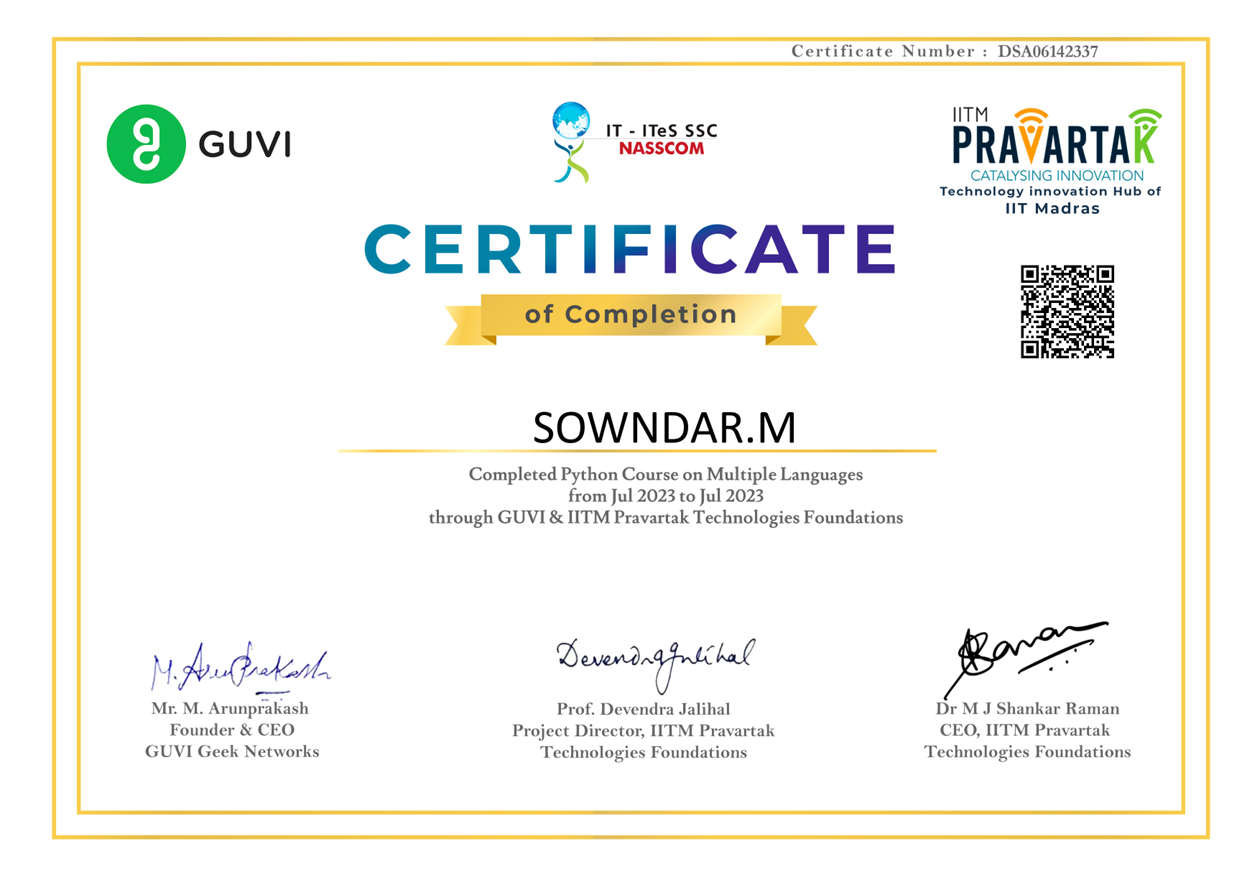 Certificate Number : DSA06142337
GUVI
IT - ITeS SSC
NASSCOM
IITM
PRAVARTAK
CATALYSING INNOVATION
Technology innovation Hub of
IIT Madras
CERTIFICATE
of Completion
SOWNDAR.M
Completed Python Course on Multiple Languages
from Jul 2023 to Jul 2023
through GUVI & IITM Pravartak Technologies Foundations
M. ArunPrakash
Mr. M. Arunprakash
Founder & CEO
GUVI Geek Networks
Devendra Jalihal
Prof. Devendra Jalihal
Project Director, IITM Pravartak
Technologies Foundations
Raman
Dr M J Shankar Raman
CEO, IITM Pravartak
Technologies Foundations